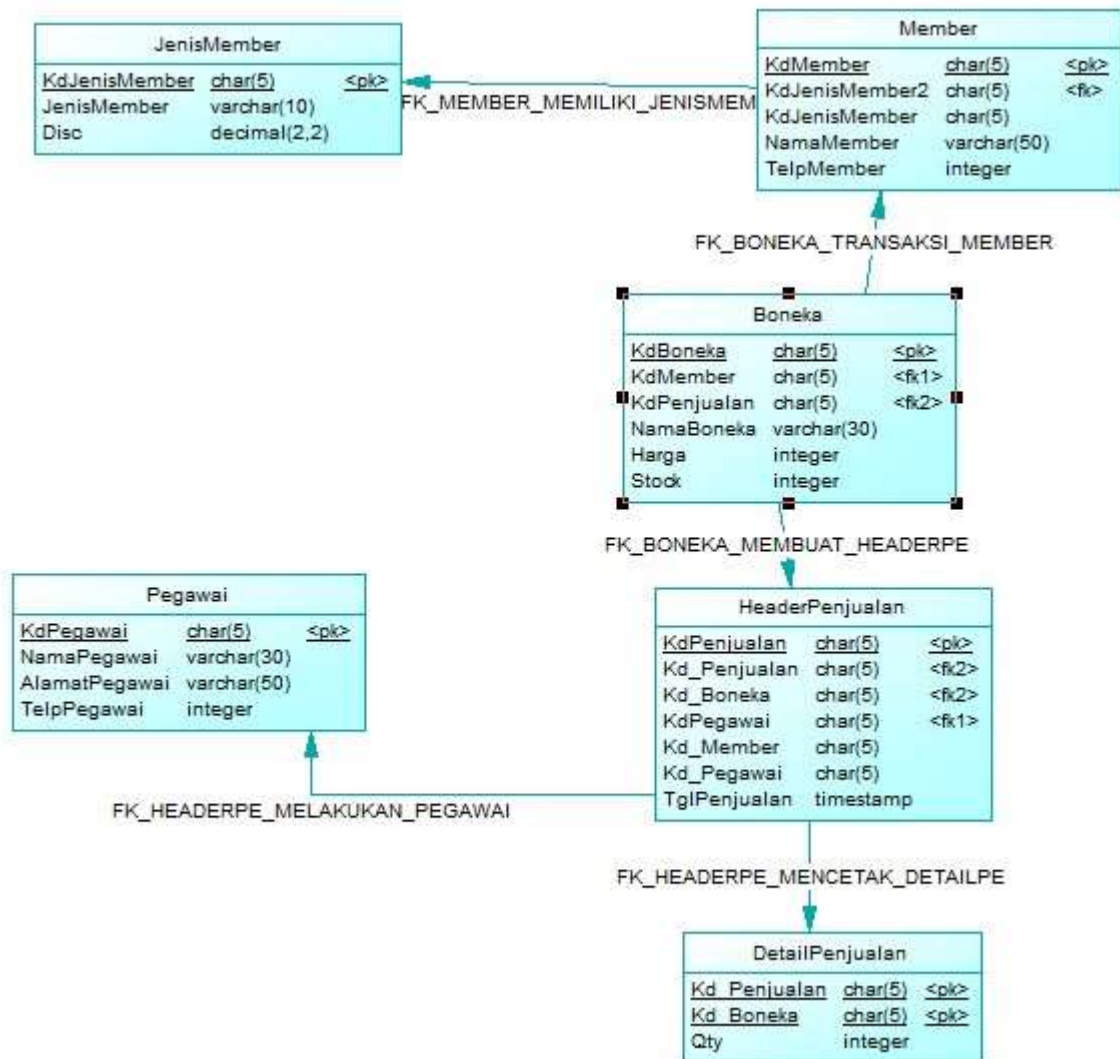 JenisMember
KdJenisMember char(5) <pk>
JenisMember varchar(10)
Disc decimal(2,2)
FK_MEMBER_MEMILIKI_JENISMEM
Member
KdMember char(5) <pk>
KdJenisMember2 char(5) <fk>
KdJenisMember char(5)
NamaMember varchar(50)
TelpMember integer
FK_BONEKA_TRANSAKSI_MEMBER
Boneka
KdBoneka char(5) <pk>
KdMember char(5) <fk1>
KdPenjualan char(5) <fk2>
NamaBoneka varchar(30)
Harga integer
Stock integer
FK_BONEKA_MEMBUAT_HEADERPE
Pegawai
KdPegawai char(5) <pk>
NamaPegawai varchar(30)
AlamatPegawai varchar(50)
TelpPegawai integer
HeaderPenjualan
KdPenjualan char(5) <pk>
Kd_Penjualan char(5) <fk2>
Kd_Boneka char(5) <fk2>
KdPegawai char(5) <fk1>
Kd_Member char(5)
Kd_Pegawai char(5)
TglPenjualan timestamp
FK_HEADERPE_MELAKUKAN_PEGAWAI
FK_HEADERPE_MENCETAK_DETAILPE
DetailPenjualan
Kd_Penjualan char(5) <pk>
Kd_Boneka char(5) <pk>
Qty integer